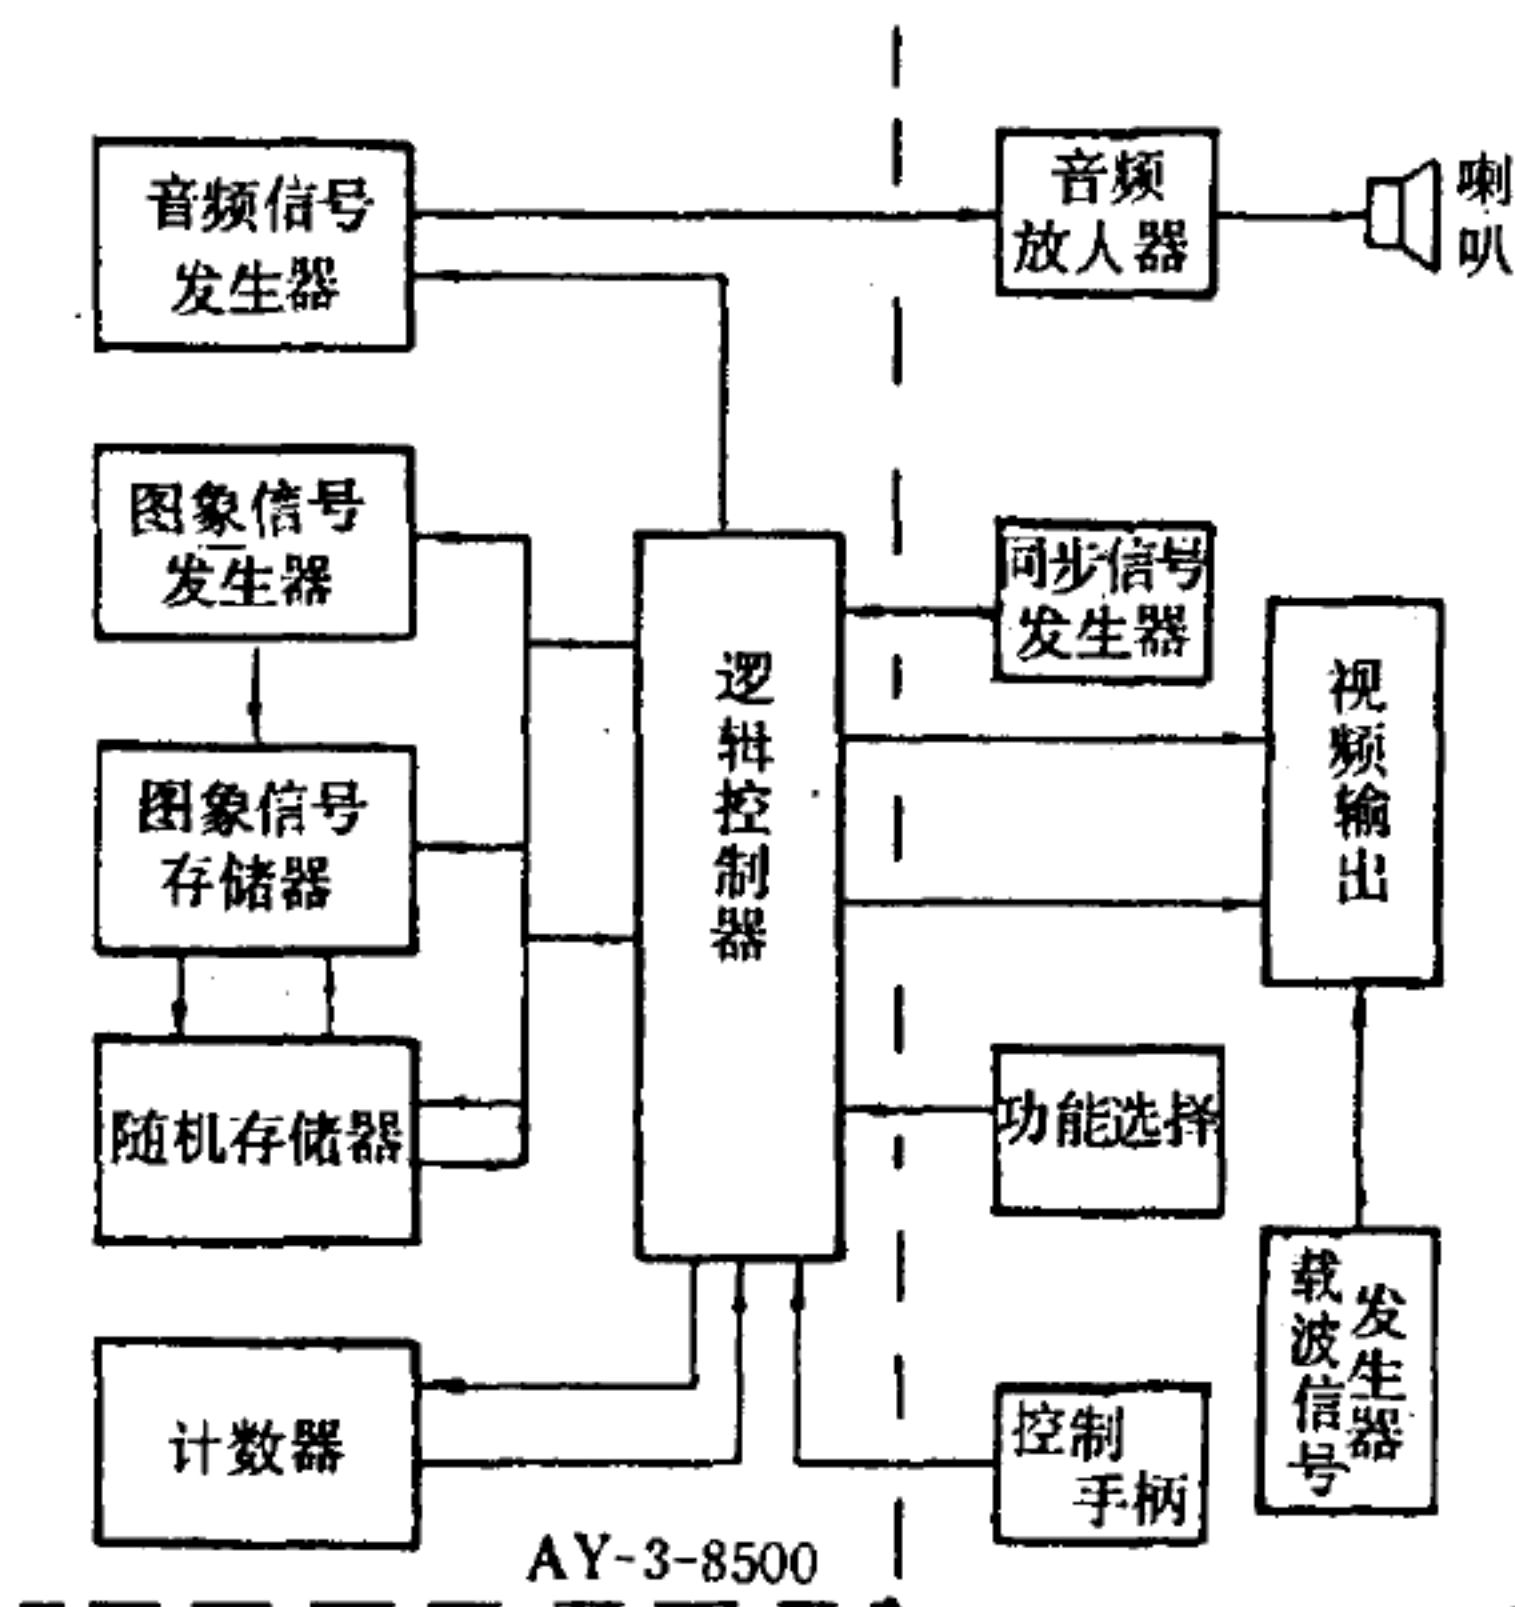 音频信号
发生器
音频
放人器
喇
叭
图象信号
发生器
同步信号
发生器
逻辑控制器
视频输出
图象信号
存储器
随机存储器
功能选择
载波信号
发生器
计数器
控制
手柄
AY-3-8500